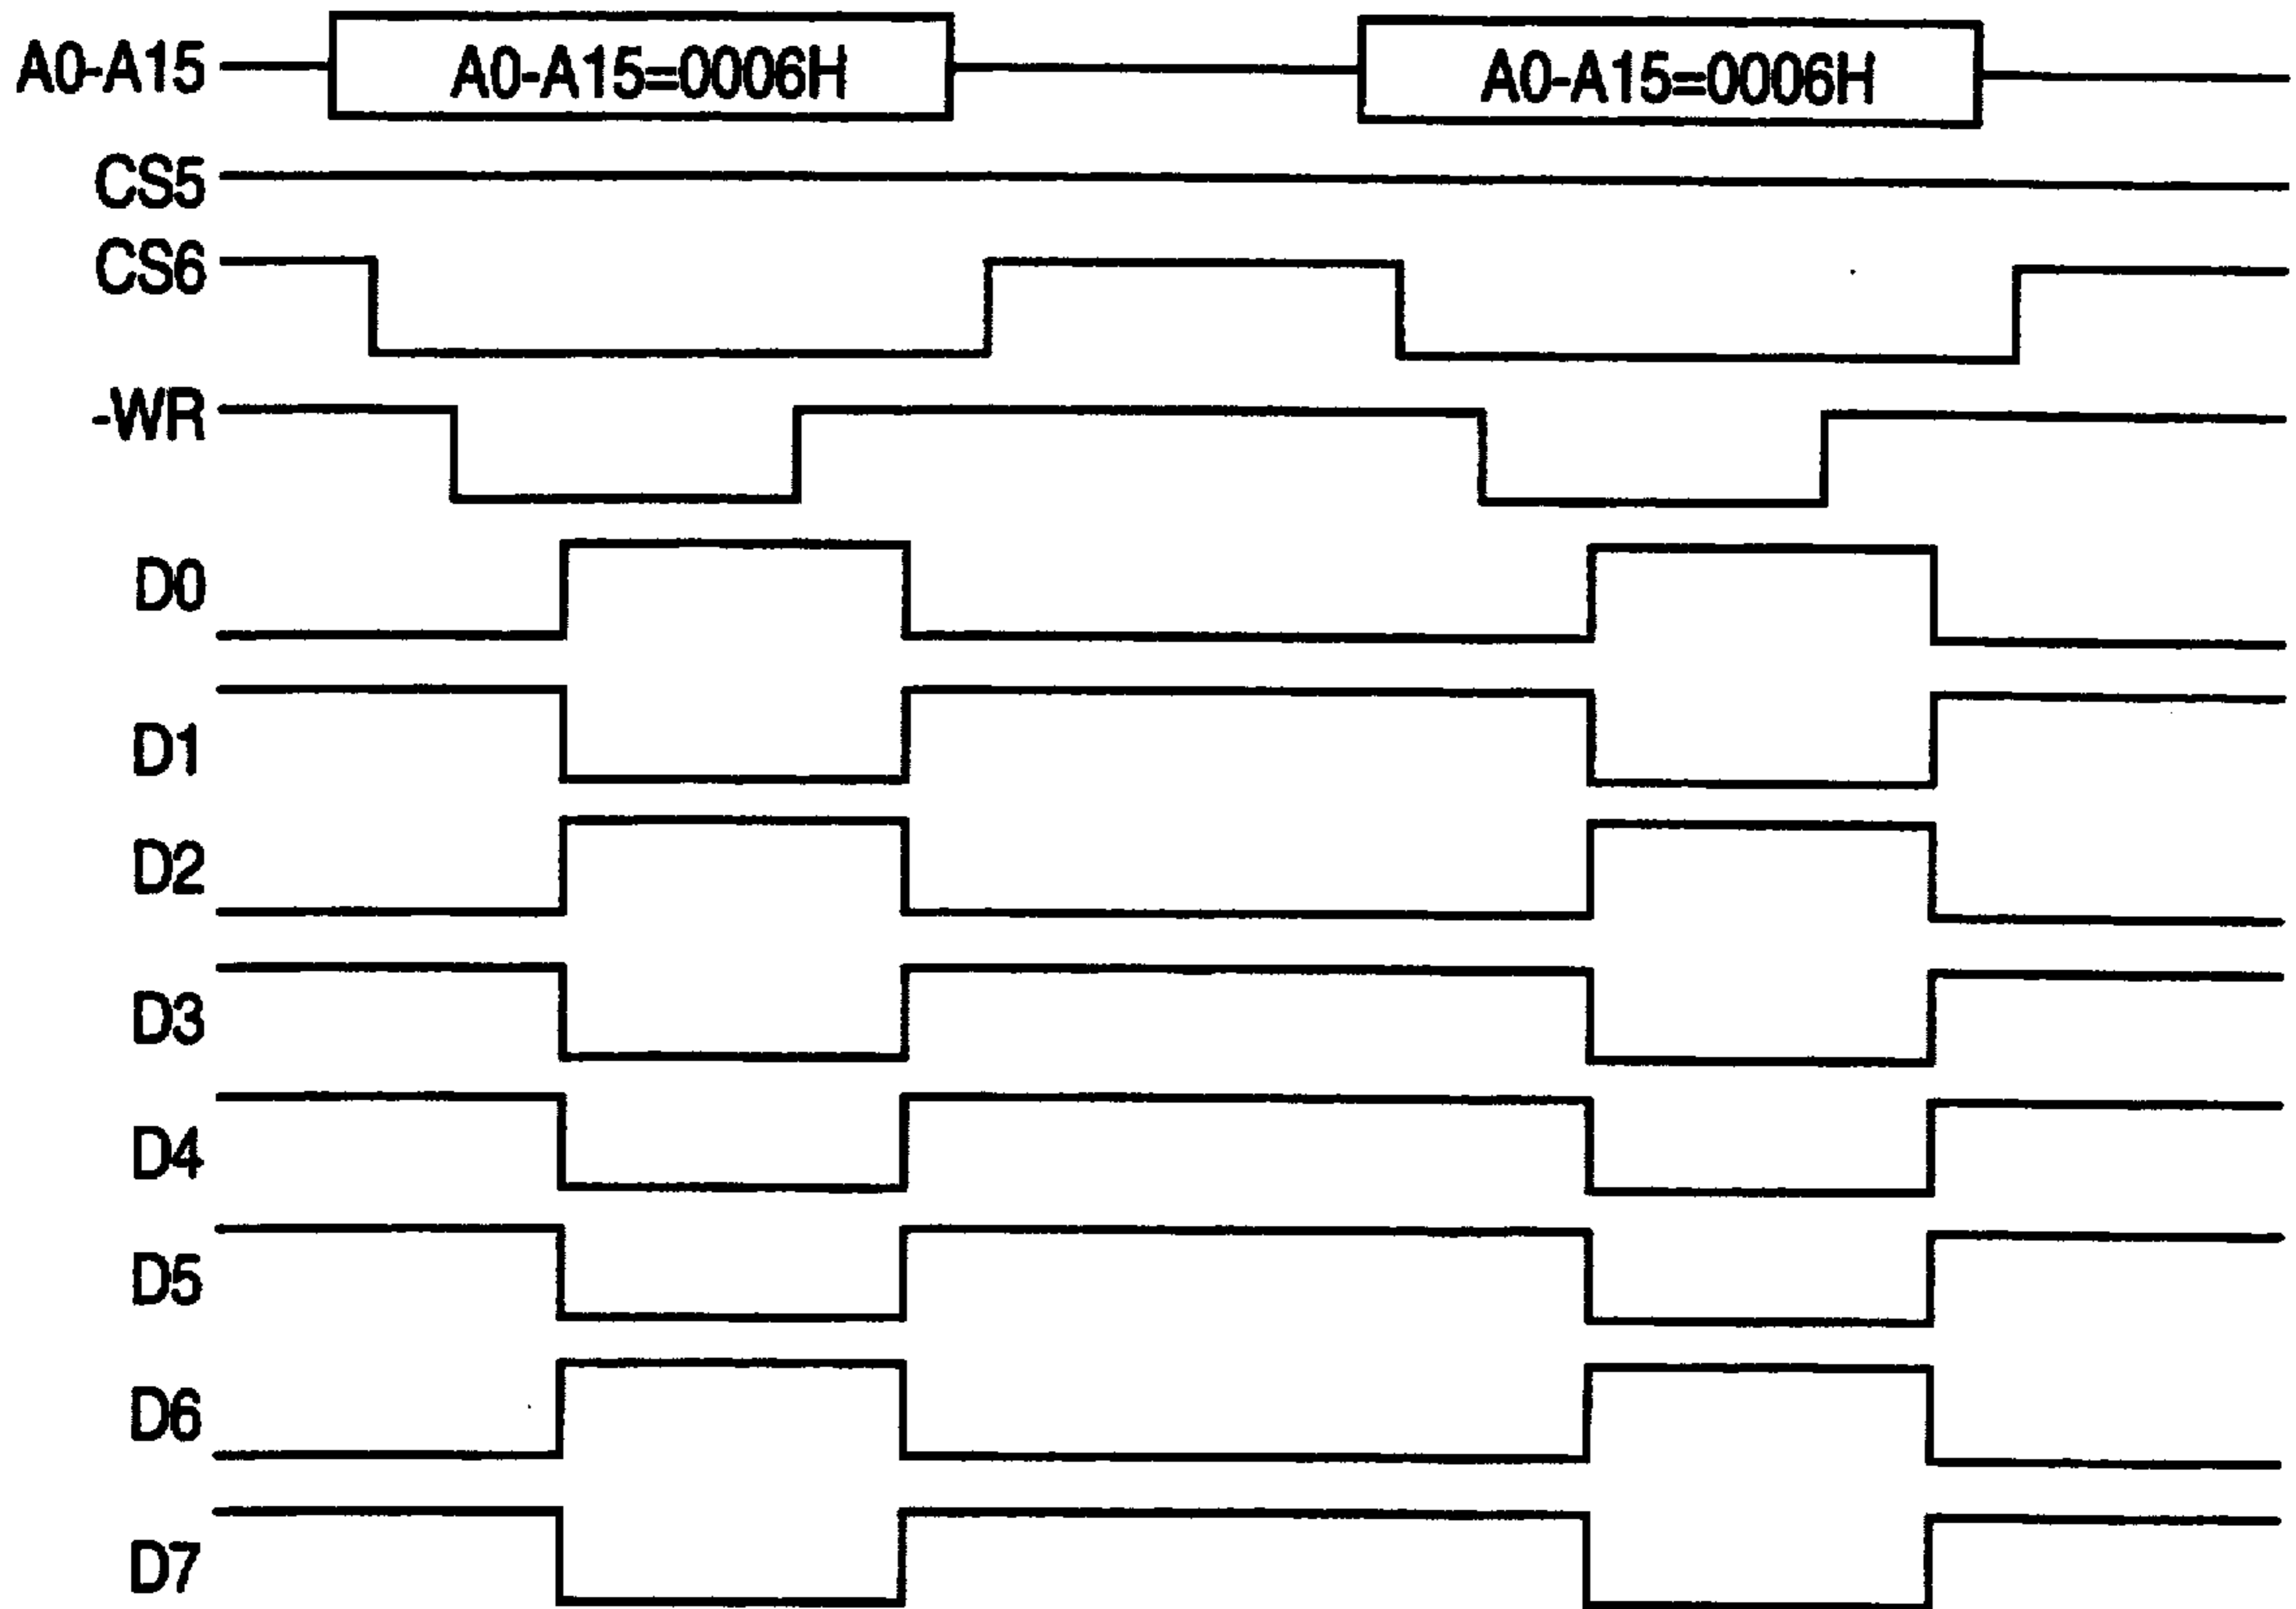 A0-A15 A0-A15=0006H A0-A15=0006H
CS5
CS6
-WR
D0
D1
D2
D3
D4
D5
D6
D7